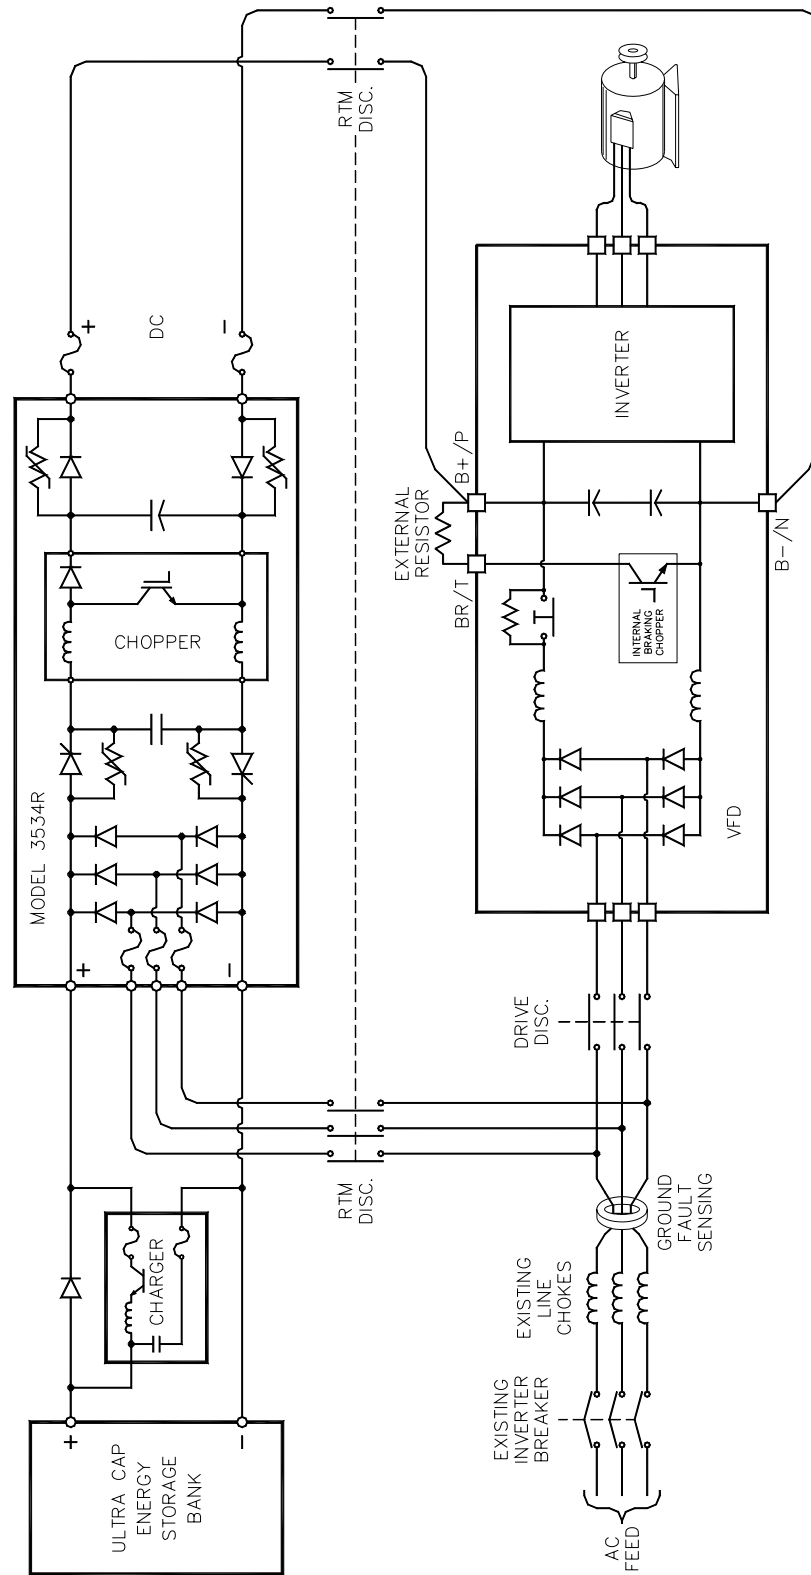 RTM
DISC.
+
DC
−
MODEL 3534R
CHOPPER
+
−
CHARGER
+
−
ULTRA CAP
ENERGY
STORAGE
BANK
RTM
DISC.
INVERTER
EXTERNAL
RESISTOR
B+/P
BR/T
B-/N
INTERNAL
BRAKING
CHOPPER
VFD
DRIVE
DISC.
GROUND
FAULT
SENSING
EXISTING
LINE
CHOKES
EXISTING
INVERTER
BREAKER
AC
FEED